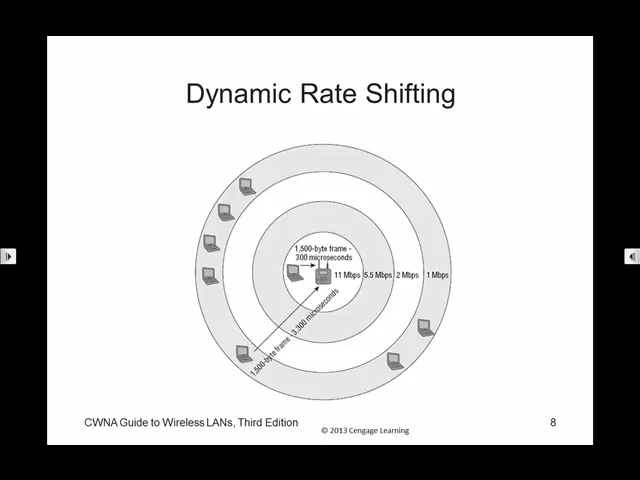 Dynamic Rate Shifting
1,500-byte frame -
300 microseconds
11 Mbps
5.5 Mbps
2 Mbps
1 Mbps
1,500-byte frame - 3,300 microseconds
CWNA Guide to Wireless LANs, Third Edition
© 2013 Cengage Learning
8